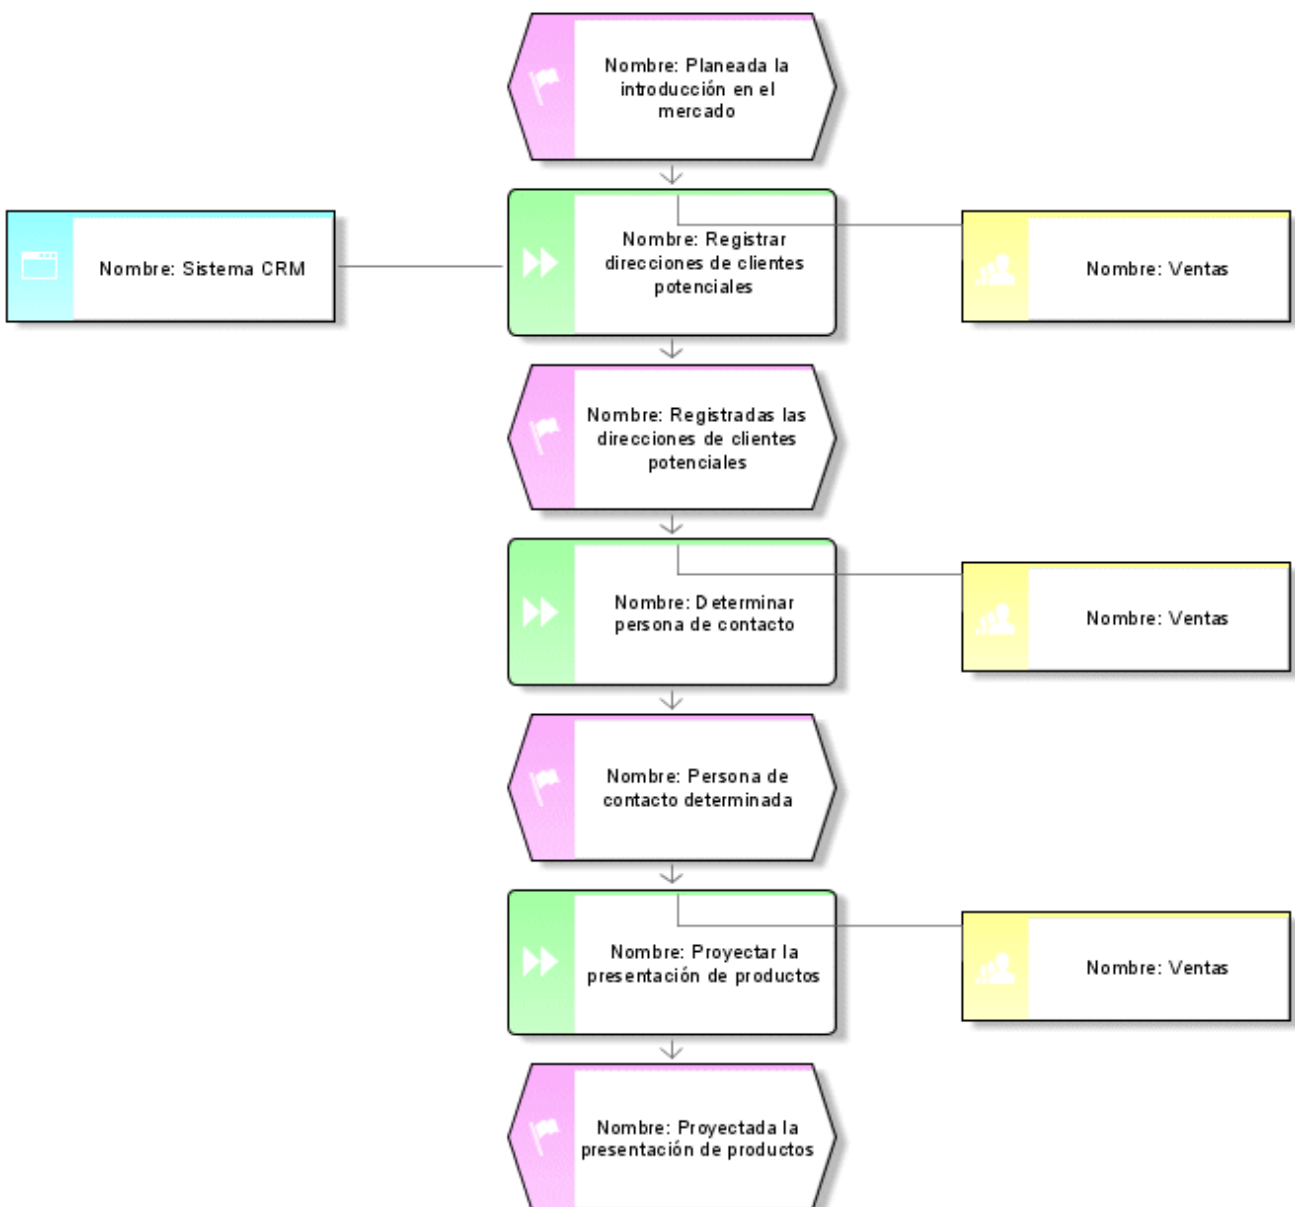 Nombre: Planeada la
introducción en el
mercado
Nombre: Sistema CRM
Nombre: Registrar
direcciones de clientes
potenciales
Nombre: Ventas
Nombre: Registradas las
direcciones de clientes
potenciales
Nombre: Determinar
persona de contacto
Nombre: Ventas
Nombre: Persona de
contacto determinada
Nombre: Proyectar la
presentación de productos
Nombre: Ventas
Nombre: Proyectada la
presentación de productos